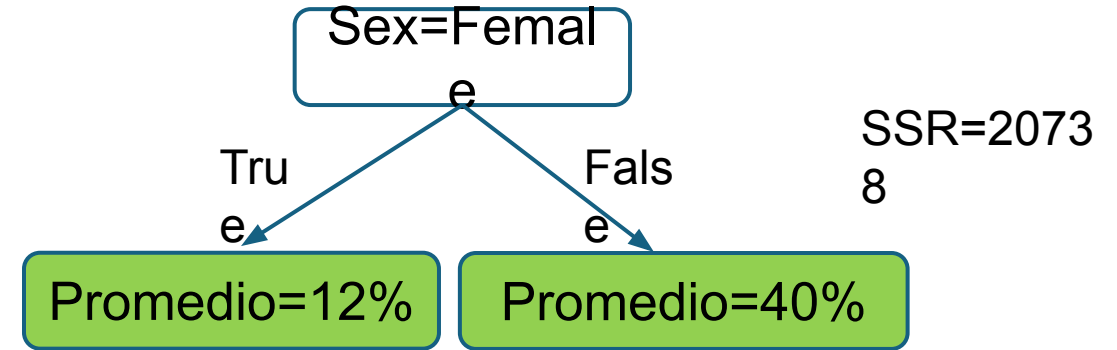 Sex=Femal
e
Tru
e
Fals
e
SSR=2073
8
Promedio=12%
Promedio=40%